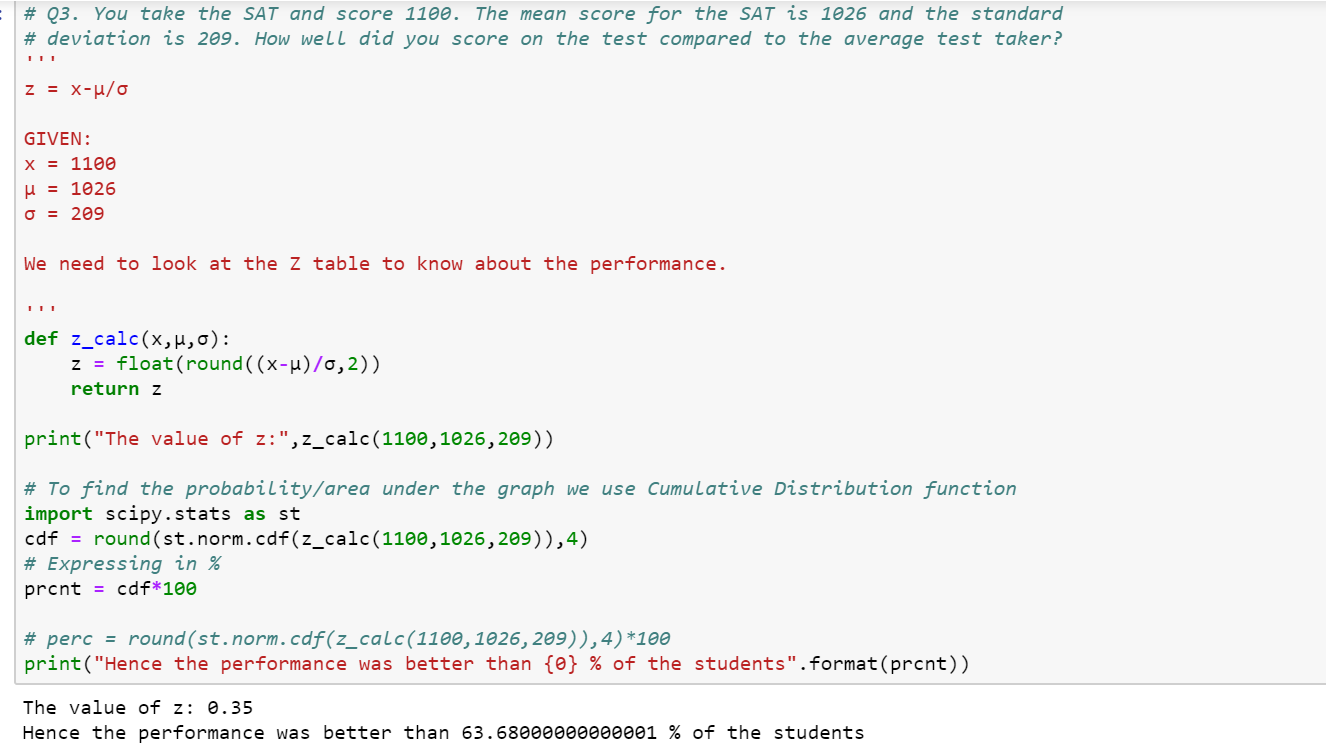 # Q3. You take the SAT and score 1100. The mean score for the SAT is 1026 and the standard
# deviation is 209. How well did you score on the test compared to the average test taker?
'''
z = x-μ/σ
GIVEN:
x = 1100
μ = 1026
σ = 209
We need to look at the Z table to know about the performance.
'''
def z_calc(x,μ,σ):
    z = float(round((x-μ)/σ,2))
    return z
print("The value of z:",z_calc(1100,1026,209))
# To find the probability/area under the graph we use Cumulative Distribution function
import scipy.stats as st
cdf = round(st.norm.cdf(z_calc(1100,1026,209)),4)
# Expressing in %
prcnt = cdf*100
# perc = round(st.norm.cdf(z_calc(1100,1026,209)),4)*100
print("Hence the performance was better than {0} % of the students".format(prcnt))
The value of z: 0.35
Hence the performance was better than 63.68000000000001 % of the students